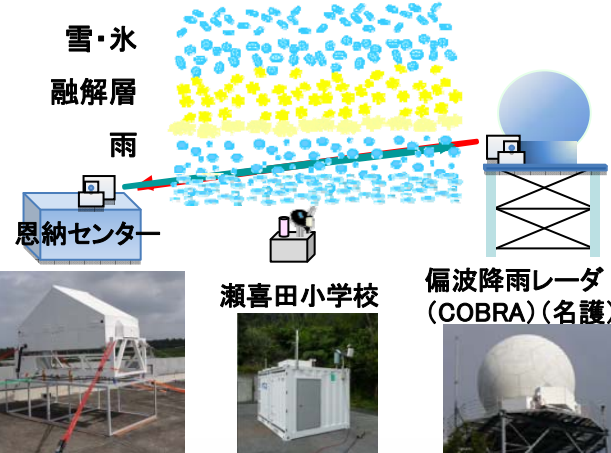 雪・氷
融解層
雨
恩納センター
瀬喜田小学校
偏波降雨レーダ
(COBRA)(名護)